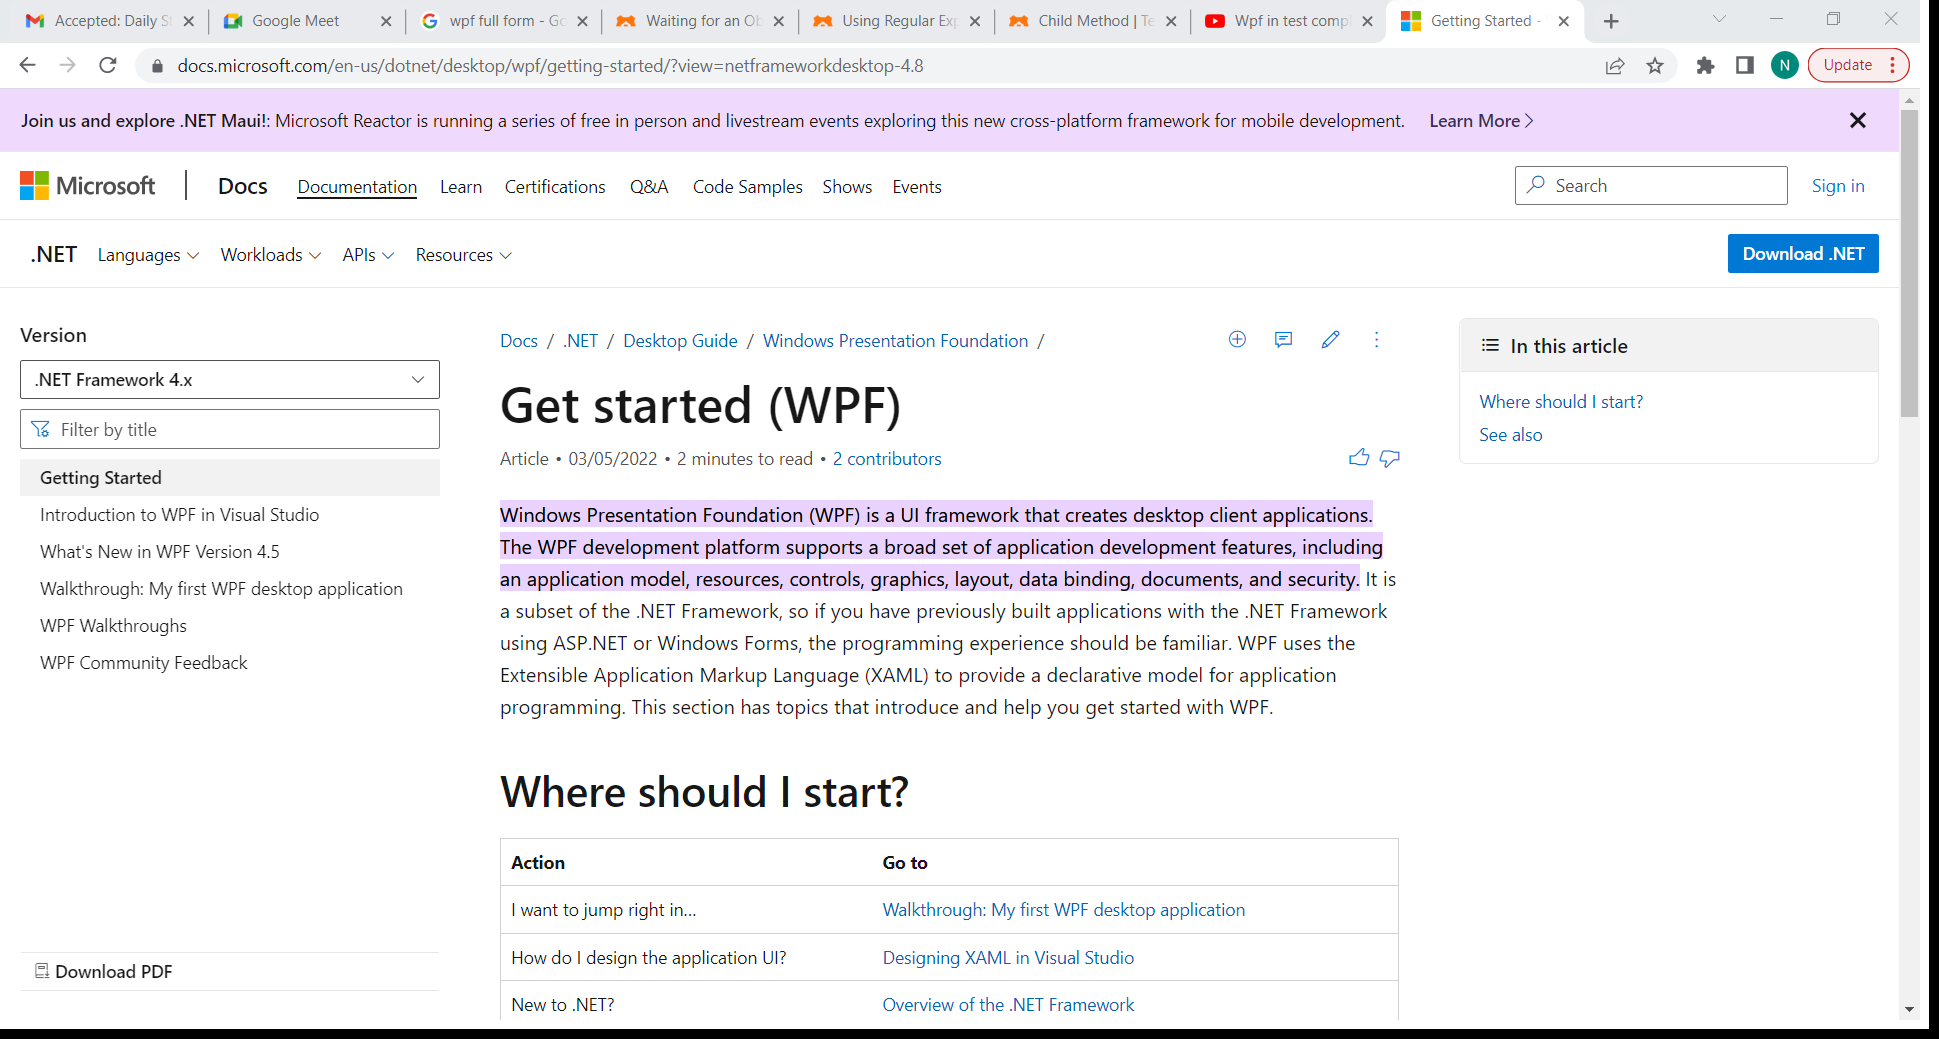 Accepted: Daily St
Google Meet
wpf full form - Go
Waiting for an Ob
Using Regular Exp
Child Method | Te
Wpf in test compl
Getting Started -
docs.microsoft.com/en-us/dotnet/desktop/wpf/getting-started/?view=netframeworkdesktop-4.8
N
Update
Join us and explore .NET Maui!: Microsoft Reactor is running a series of free in person and livestream events exploring this new cross-platform framework for mobile development. Learn More
Microsoft Docs Documentation Learn Certifications Q&A Code Samples Shows Events Search Sign in
.NET Languages Workloads APIs Resources Download .NET
Version
.NET Framework 4.x
Filter by title
Getting Started
Introduction to WPF in Visual Studio
What's New in WPF Version 4.5
Walkthrough: My first WPF desktop application
WPF Walkthroughs
WPF Community Feedback
Download PDF
Docs / .NET / Desktop Guide / Windows Presentation Foundation /
Get started (WPF)
Article • 03/05/2022 • 2 minutes to read • 2 contributors
Windows Presentation Foundation (WPF) is a UI framework that creates desktop client applications.
The WPF development platform supports a broad set of application development features, including
an application model, resources, controls, graphics, layout, data binding, documents, and security. It is
a subset of the .NET Framework, so if you have previously built applications with the .NET Framework
using ASP.NET or Windows Forms, the programming experience should be familiar. WPF uses the
Extensible Application Markup Language (XAML) to provide a declarative model for application
programming. This section has topics that introduce and help you get started with WPF.
Where should I start?
Action Go to
I want to jump right in... Walkthrough: My first WPF desktop application
How do I design the application UI? Designing XAML in Visual Studio
New to .NET? Overview of the .NET Framework
In this article
Where should I start?
See also